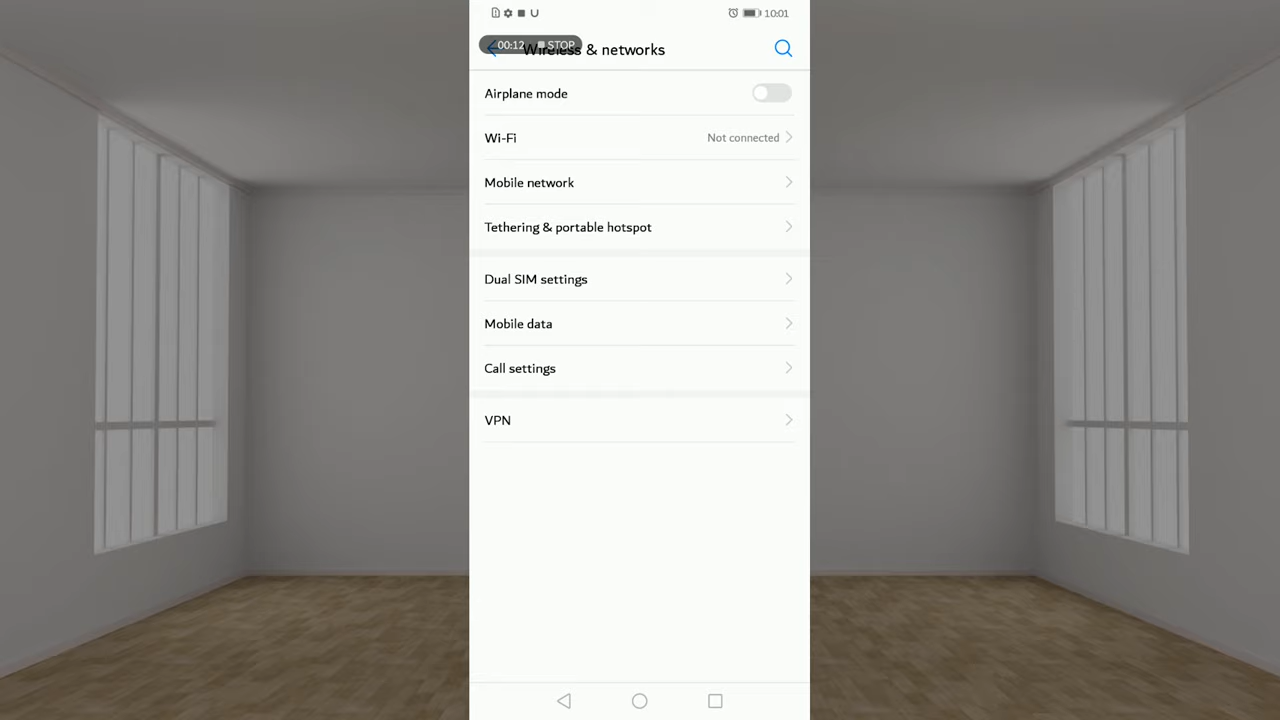 10:01
00:12 STOP
Wireless & networks
Airplane mode
Wi-Fi Not connected
Mobile network
Tethering & portable hotspot
Dual SIM settings
Mobile data
Call settings
VPN